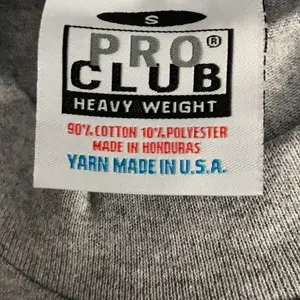 S
PRO®
CLUB
HEAVY WEIGHT
90% COTTON 10% POLYESTER
MADE IN HONDURAS
YARN MADE IN U.S.A.